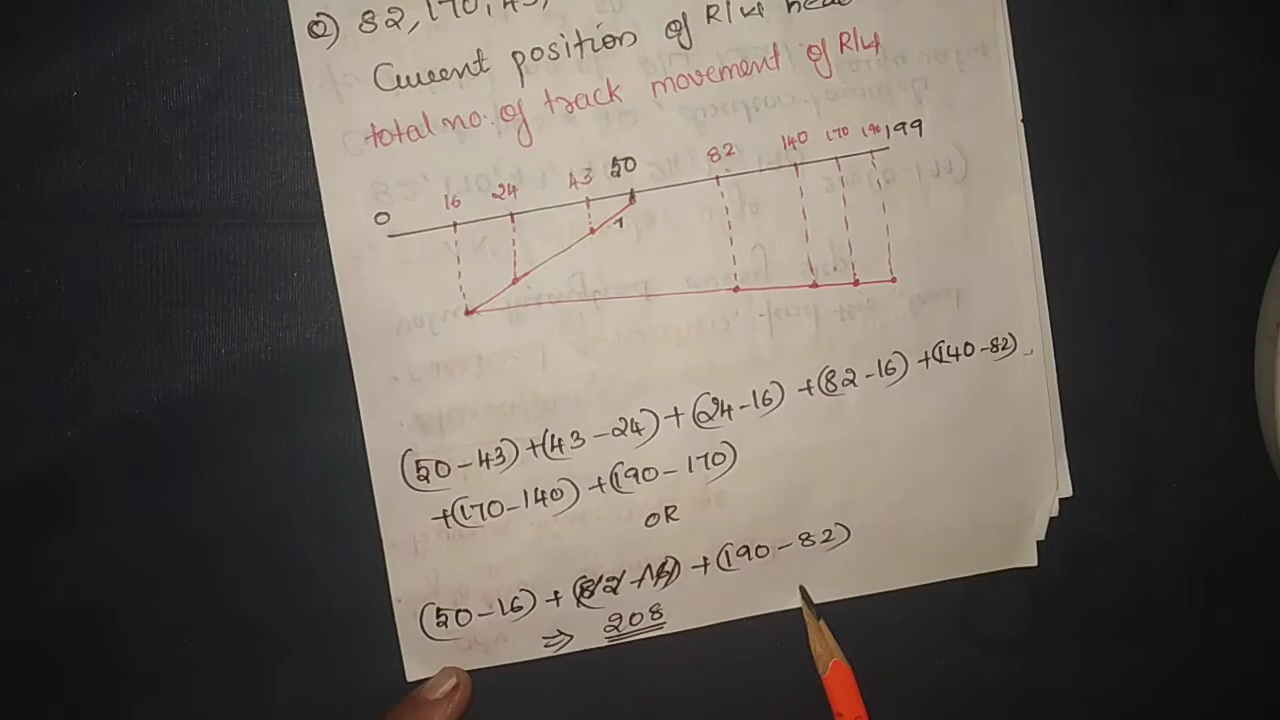 Q) 82, 170, 43,
Current position of R/W head
total no. of track movement of R/W
0 16 24 43 50 82 140 170 190 199
7
(50-43)+(43-24)+(24-16)+(82-16)+(140-82)
+(170-140)+(190-170)
OR
(50-16)+(82-16)+(190-82)
⇒ 208